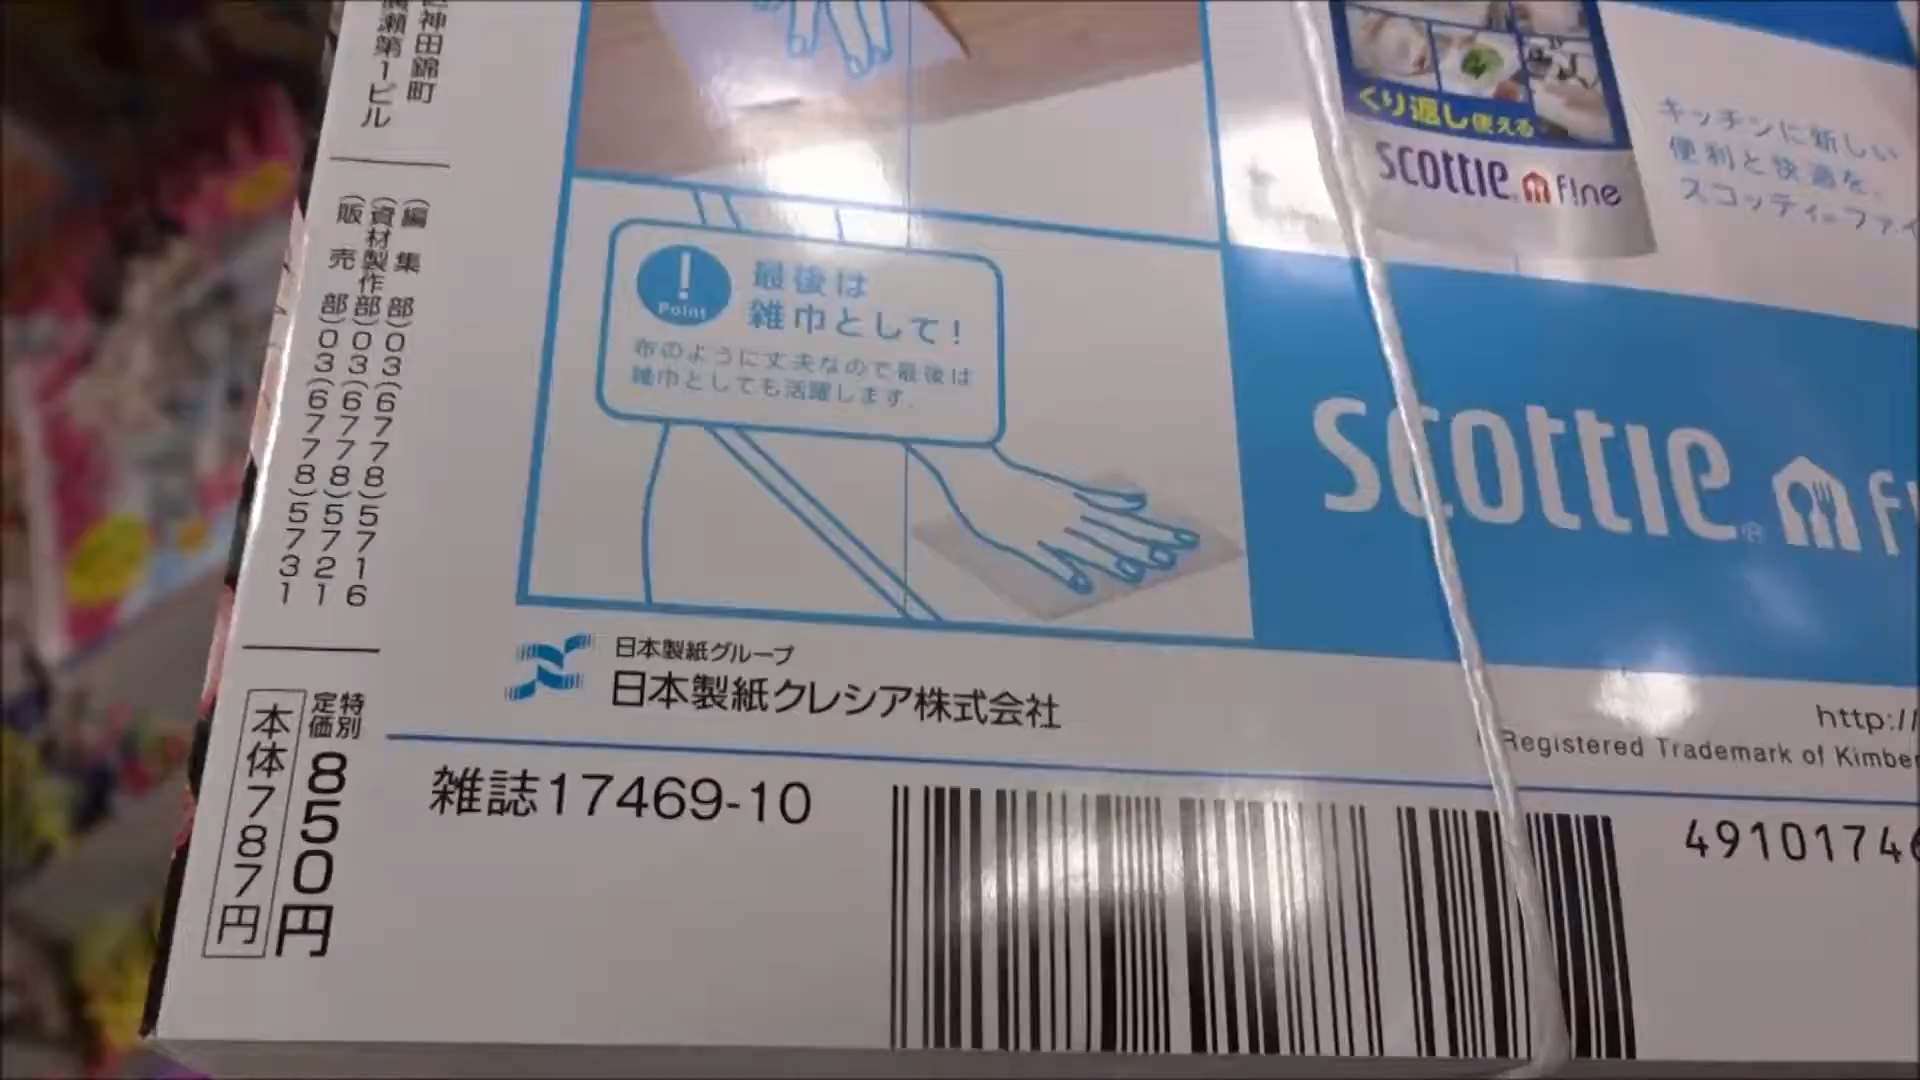 区神田錦町
廣瀬第1ビル
(編集部)03(6778)5716
(資材製作部)03(6778)5721
(販売部)03(6778)5731
特別
定価850円
本体787円
くり返し使える
scottie fine
キッチンに新しい
便利と快適を。
スコッティファイ
! Point
最後は
雑巾として!
布のように丈夫なので最後は
雑巾としても活躍します。
scottie fi
日本製紙グループ
日本製紙クレシア株式会社
http://
Registered Trademark of Kimber
雑誌17469-10
4910174